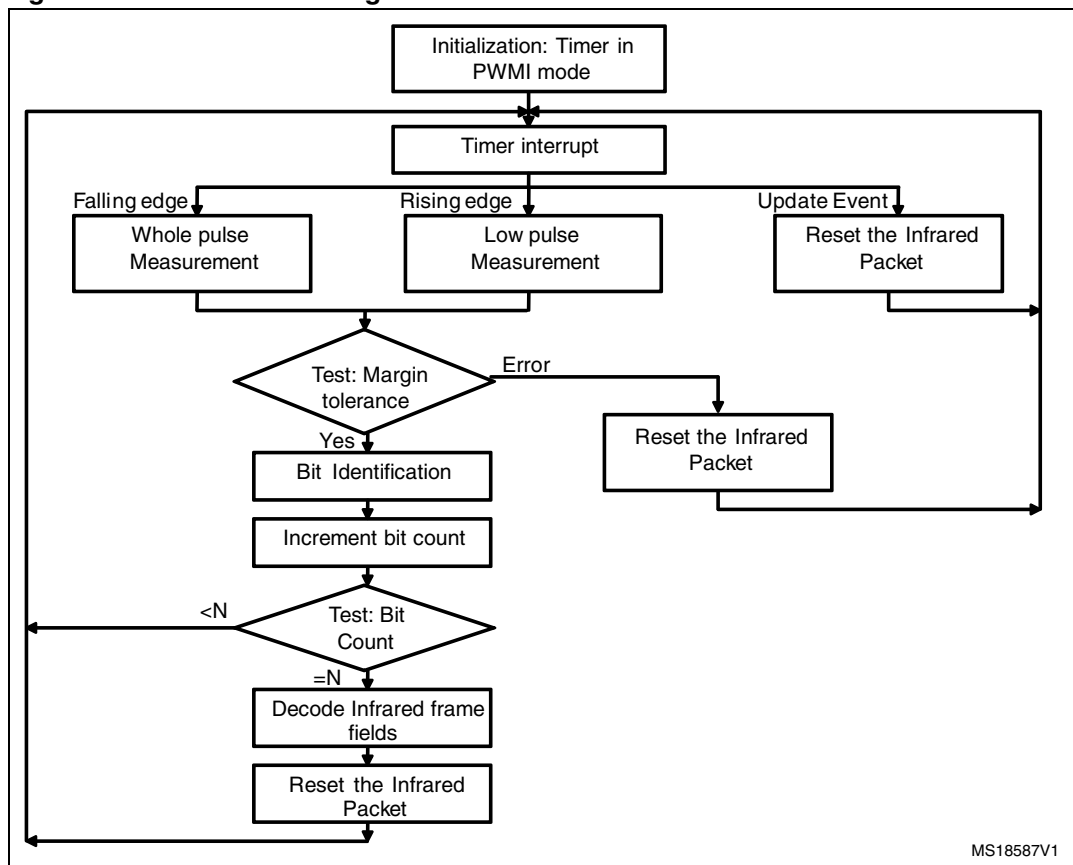 Initialization: Timer in
PWMI mode
Timer interrupt
Falling edge
Rising edge
Update Event
Whole pulse
Measurement
Low pulse
Measurement
Reset the Infrared
Packet
Test: Margin
tolerance
Error
Reset the Infrared
Packet
Yes
Bit Identification
Increment bit count
<N
Test: Bit
Count
=N
Decode Infrared frame
fields
Reset the Infrared
Packet
MS18587V1